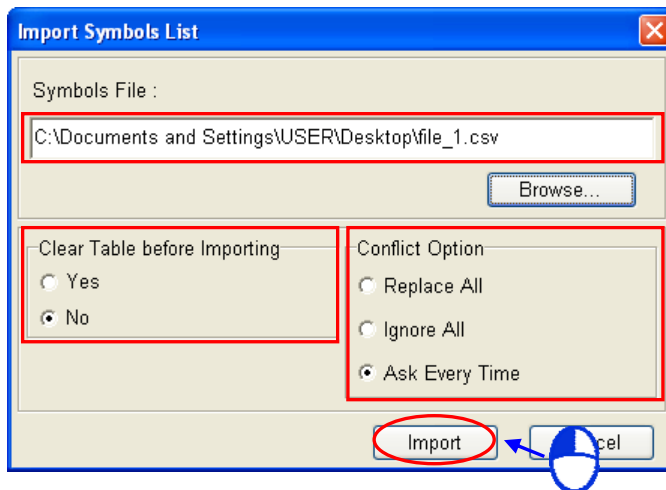 Import Symbols List
Symbols File :
C:\Documents and Settings\USER\Desktop\file_1.csv
Browse...
Clear Table before Importing
Yes
No
Conflict Option
Replace All
Ignore All
Ask Every Time
Import